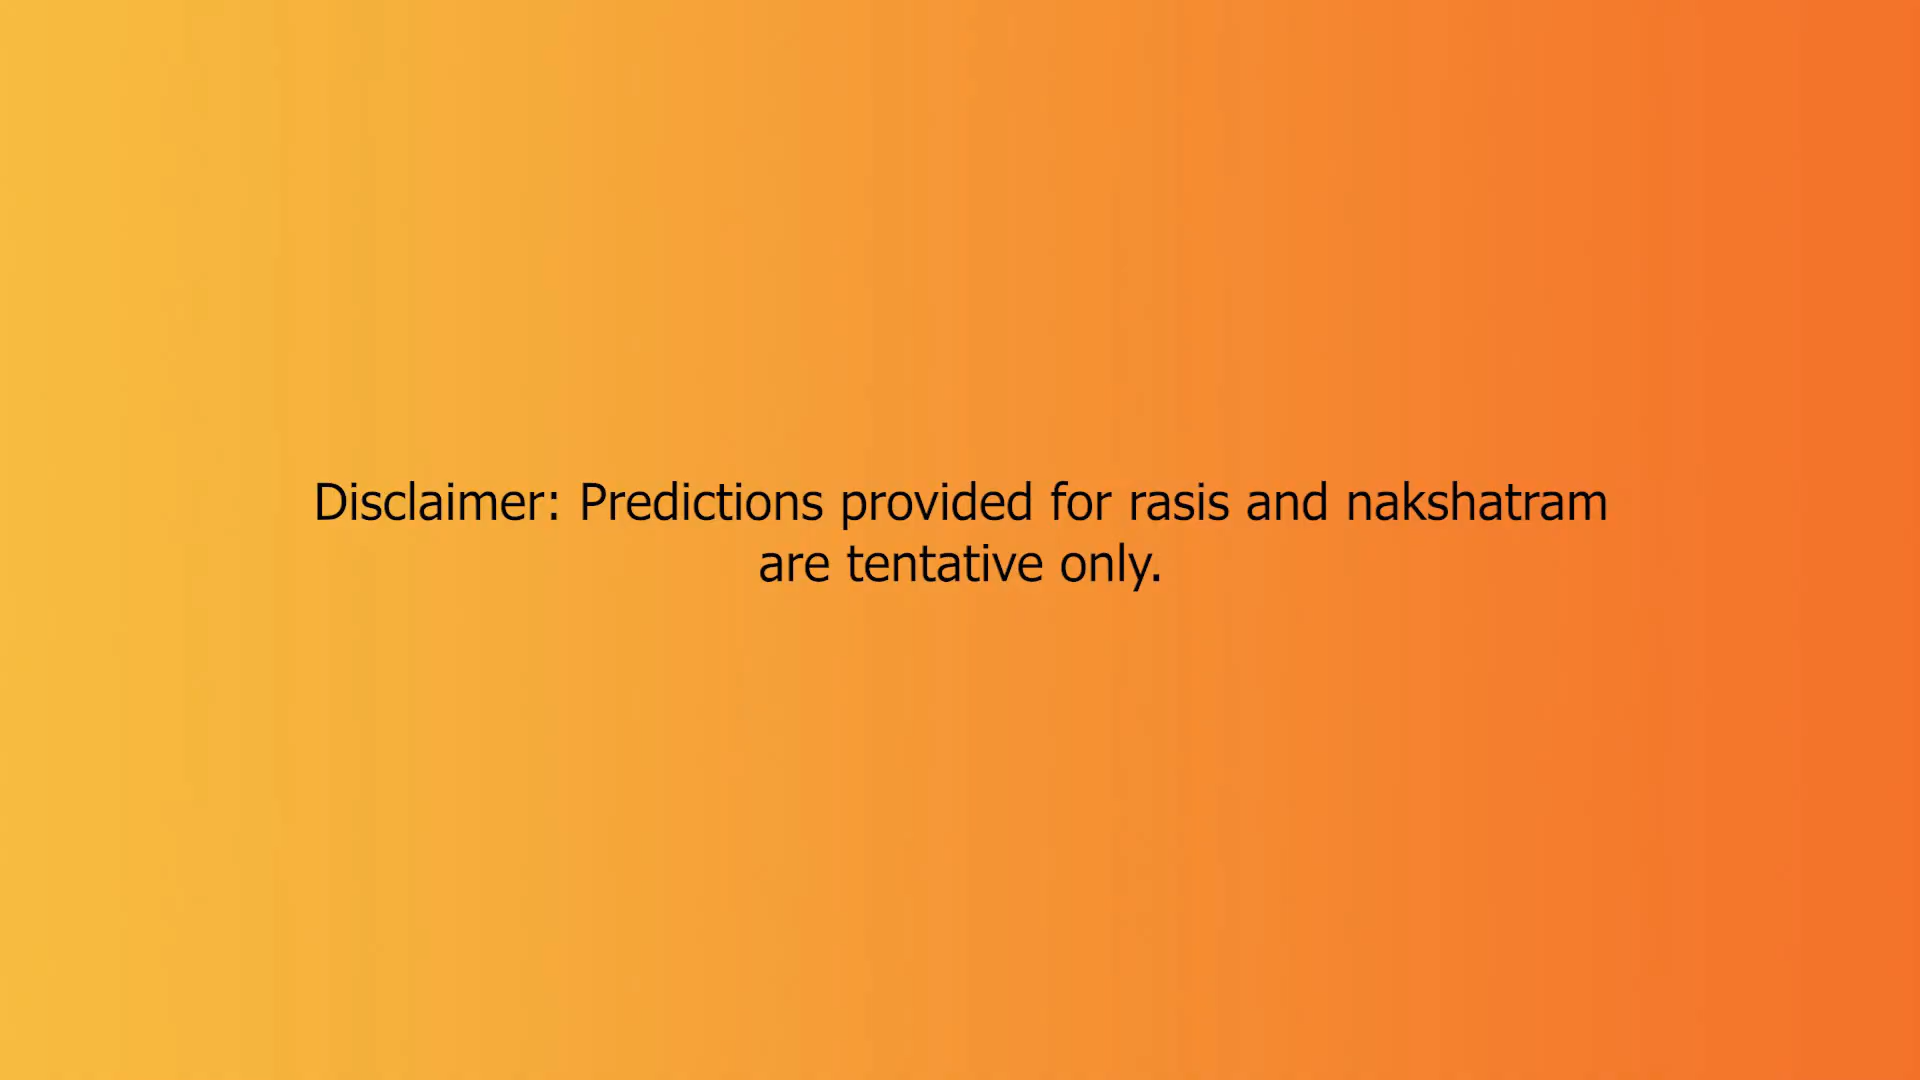 Disclaimer: Predictions provided for rasis and nakshatram
are tentative only.